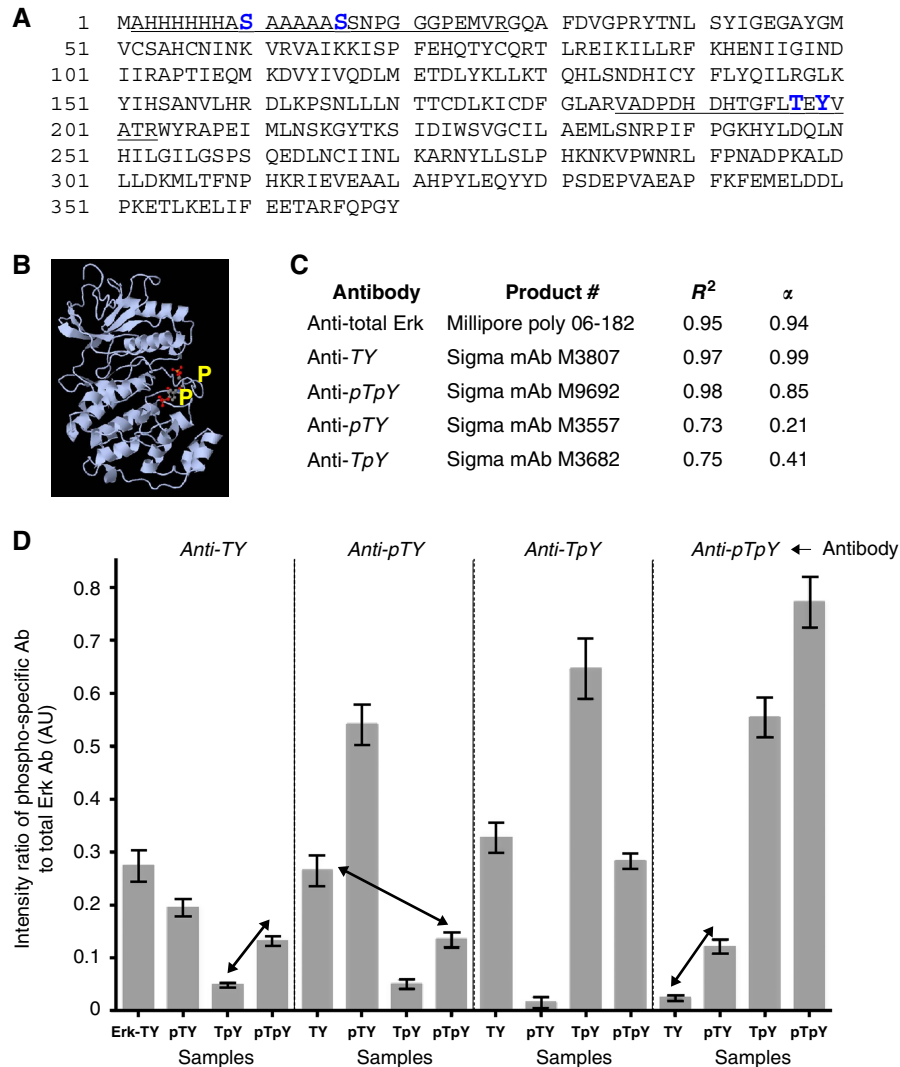 A
1 MAHHHHHHAS AAAAASSNPG GGPEMVRGQA FDVGPRYTNL SYIGEGAYGM
51 VCSAHCNINK VRVAIKKISP FEHQTYCQRT LREIKILLRF KHENIIGIND
101 IIRAPTIEQM KDVYIVQDLM ETDLYKLLKT QHLSNDHICY FLYQILRGLK
151 YIHSANVLHR DLKPSNLLLN TTCDLKICDF GLARVADPDH DHTGFLTEYV
201 ATRWYRAPEI MLNSKGYTKS IDIWSVGCIL AEMLSNRPIF PGKHYLDQLN
251 HILGILGSPS QEDLNCIINL KARNYLLSLP HKNKVPWNRL FPNADPKALD
301 LLDKMLTFNP HKRIEVEAAL AHPYLEQYYD PSDEPVAEAP FKFEMELDDL
351 PKETLKELIF EETARFQPGY
B
P
P
C
Antibody Product # R² α
Anti-total Erk Millipore poly 06-182 0.95 0.94
Anti-TY Sigma mAb M3807 0.97 0.99
Anti-pTpY Sigma mAb M9692 0.98 0.85
Anti-pTY Sigma mAb M3557 0.73 0.21
Anti-TpY Sigma mAb M3682 0.75 0.41
D
Anti-TY Anti-pTY Anti-TpY Anti-pTpY ← Antibody
Intensity ratio of phospho-specific Ab
to total Erk Ab (AU)
0.8
0.7
0.6
0.5
0.4
0.3
0.2
0.1
0
Erk-TY pTY TpY pTpY TY pTY TpY pTpY TY pTY TpY pTpY TY pTY TpY pTpY
Samples Samples Samples Samples